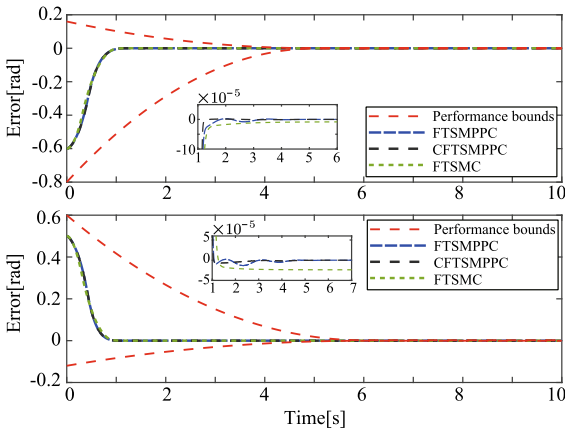 0.2
0
-0.2
-0.4
-0.6
-0.8
Error[rad]
×10⁻⁵
0
-5
-10
1 2 3 4 5 6
Performance bounds
FTSMPPC
CFTSMPPC
FTSMC
0 2 4 6 8 10
0.6
0.4
0.2
0
-0.2
Error[rad]
×10⁻⁵
5
0
-5
1 2 3 4 5 6 7
Performance bounds
FTSMPPC
CFTSMPPC
FTSMC
0 2 4 6 8 10
Time[s]